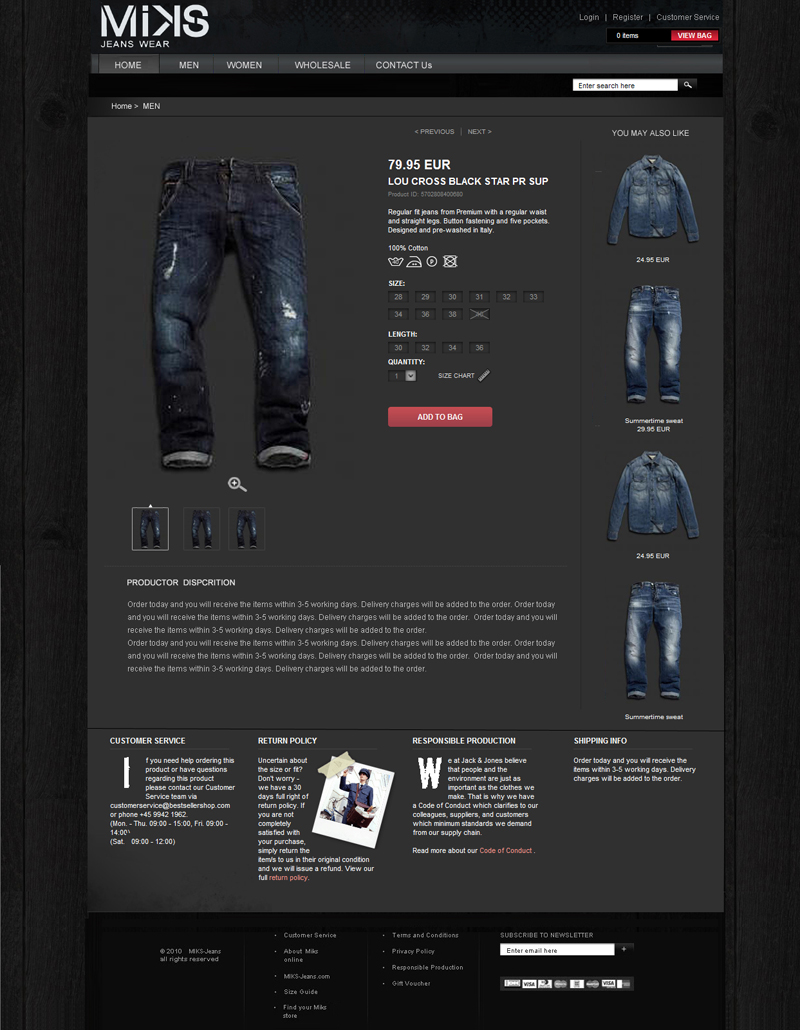 MiKS
JEANS WEAR
Login | Register | Customer Service
0 items
VIEW BAG
HOME
MEN
WOMEN
WHOLESALE
CONTACT Us
Enter search here
Home > MEN
< PREVIOUS | NEXT >
79.95 EUR
LOU CROSS BLACK STAR PR SUP
Product ID: 5702808400680
Regular fit jeans from Premium with a regular waist
and straight legs. Button fastening and five pockets.
Designed and pre-washed in Italy.
100% Cotton
SIZE:
28 29 30 31 32 33
34 36 38
LENGTH:
30 32 34 36
QUANTITY:
1
SIZE CHART
ADD TO BAG
YOU MAY ALSO LIKE
24.95 EUR
Summertime sweat
29.95 EUR
24.95 EUR
Summertime sweat
PRODUCTOR DISPCRITION
Order today and you will receive the items within 3-5 working days. Delivery charges will be added to the order. Order today
and you will receive the items within 3-5 working days. Delivery charges will be added to the order. Order today and you will
receive the items within 3-5 working days. Delivery charges will be added to the order.
Order today and you will receive the items within 3-5 working days. Delivery charges will be added to the order. Order today
and you will receive the items within 3-5 working days. Delivery charges will be added to the order. Order today and you will
receive the items within 3-5 working days. Delivery charges will be added to the order.
CUSTOMER SERVICE
If you need help ordering this
product or have questions
regarding this product
please contact our Customer
Service team via
customerservice@bestsellershop.com
or phone +45 9942 1962.
(Mon. - Thu. 09:00 - 15:00, Fri. 09:00 -
14:00\
(Sat. 09:00 - 12:00)
RETURN POLICY
Uncertain about
the size or fit?
Don't worry -
we have a 30
days full right of
return policy. If
you are not
completely
satisfied with
your purchase,
simply return the
item/s to us in their original condition
and we will issue a refund. View our
full return policy.
RESPONSIBLE PRODUCTION
We at Jack & Jones believe
that people and the
environment are just as
important as the clothes we
make. That is why we have
a Code of Conduct which clarifies to our
colleagues, suppliers, and customers
which minimum standards we demand
from our supply chain.
Read more about our Code of Conduct .
SHIPPING INFO
Order today and you will receive the
items within 3-5 working days. Delivery
charges will be added to the order.
© 2010 MIKS-Jeans
all rights reserved
• Customer Service
• About Miks
online
• MIKS-Jeans.com
• Size Guide
• Find your Miks
store
• Terms and Conditions
• Privacy Policy
• Responsible Production
• Gift Voucher
SUBSCRIBE TO NEWSLETTER
Enter email here
+
VISA
VISA